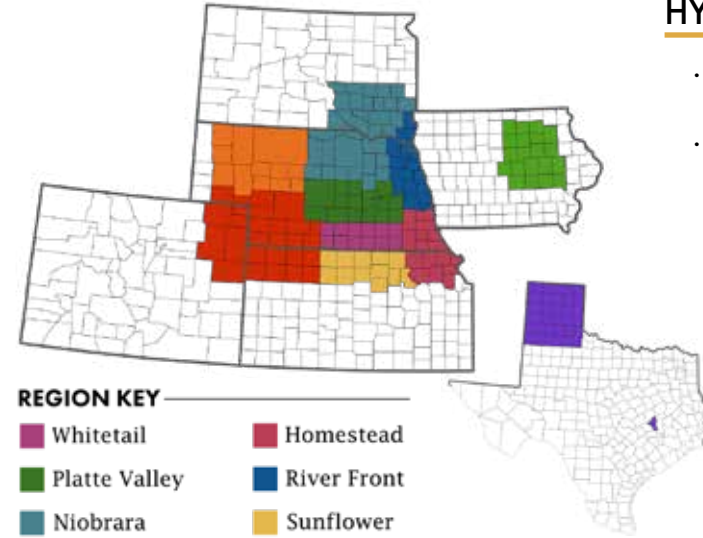 HY
REGION KEY
Whitetail
Homestead
Platte Valley
River Front
Niobrara
Sunflower